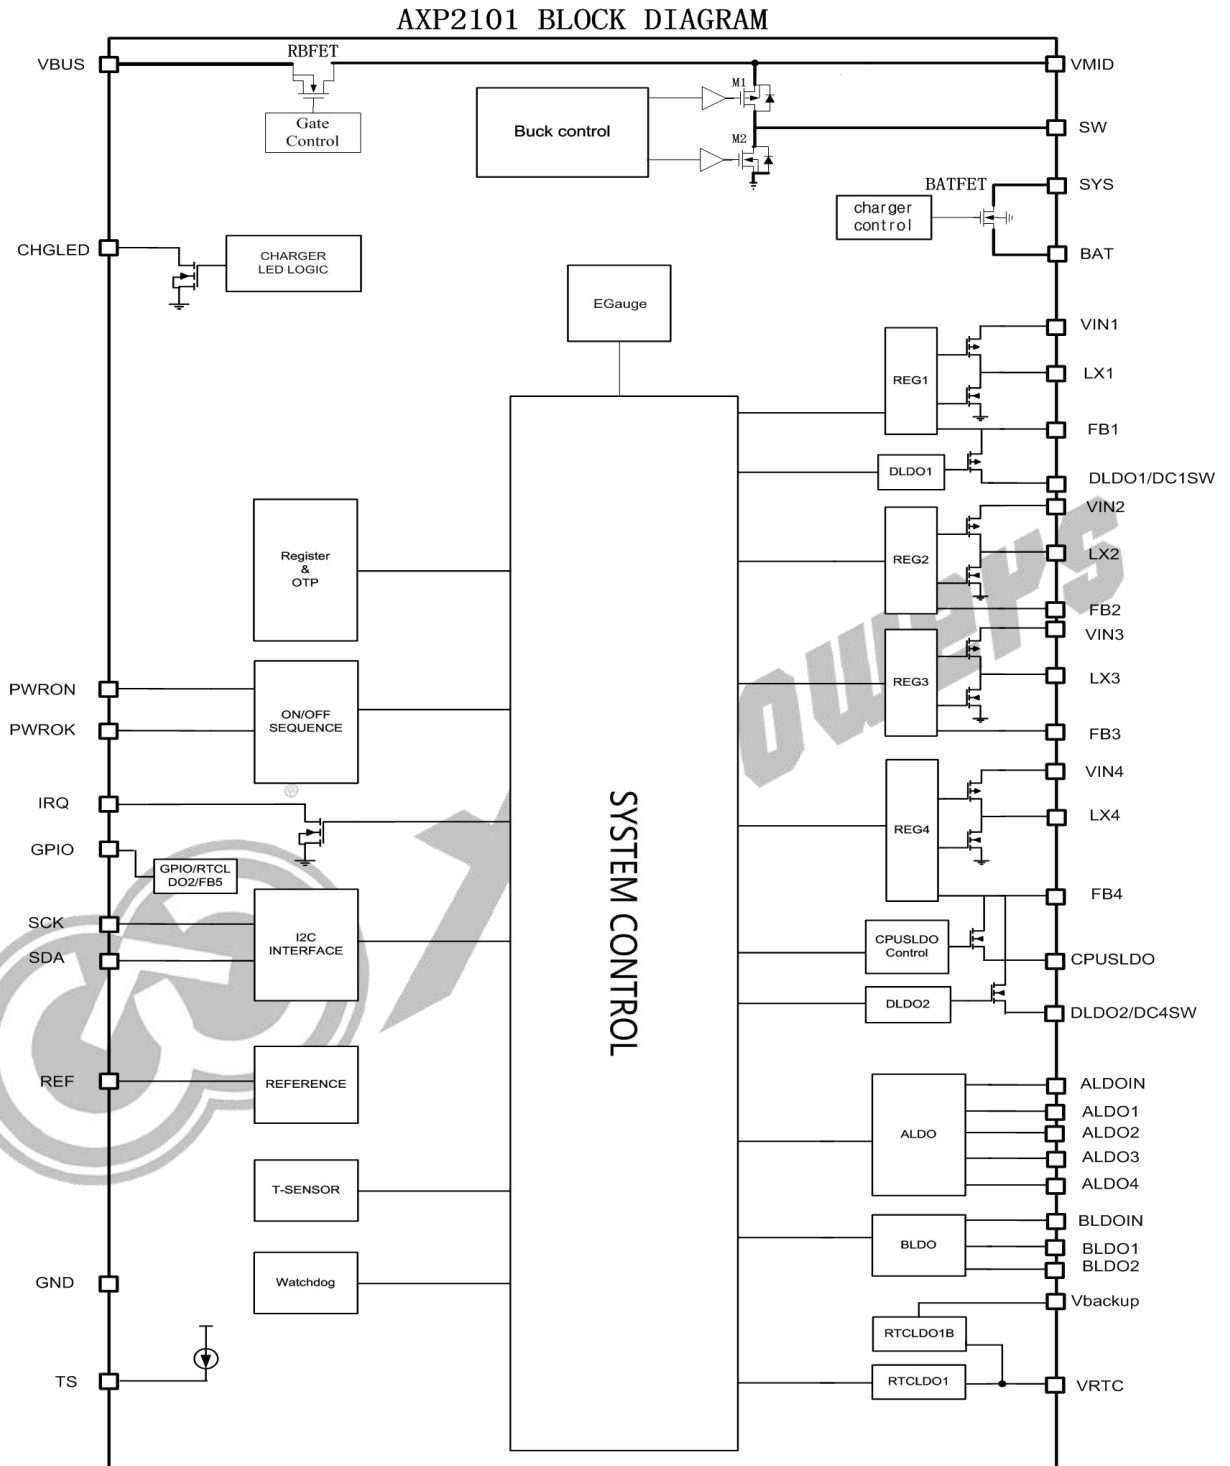 AXP2101 BLOCK DIAGRAM
VBUS
RBFET
VMID
Gate
Control
Buck control
M1
M2
SW
BATFET
SYS
charger
control
BAT
CHGLED
CHARGER
LED LOGIC
EGauge
VIN1
REG1
LX1
FB1
DLDO1
DLDO1/DC1SW
VIN2
REG2
LX2
FB2
Register
&
OTP
VIN3
REG3
LX3
FB3
PWRON
PWROK
ON/OFF
SEQUENCE
VIN4
REG4
LX4
FB4
IRQ
GPIO
GPIO/RTCL
DO2/FB5
SCK
SDA
I2C
INTERFACE
SYSTEM CONTROL
CPUSLDO
Control
CPUSLDO
DLDO2
DLDO2/DC4SW
REF
REFERENCE
ALDO
ALDOIN
ALDO1
ALDO2
ALDO3
ALDO4
T-SENSOR
BLDO
BLDOIN
BLDO1
BLDO2
GND
Watchdog
Vbackup
RTCLDO1B
TS
RTCLDO1
VRTC
®
owers